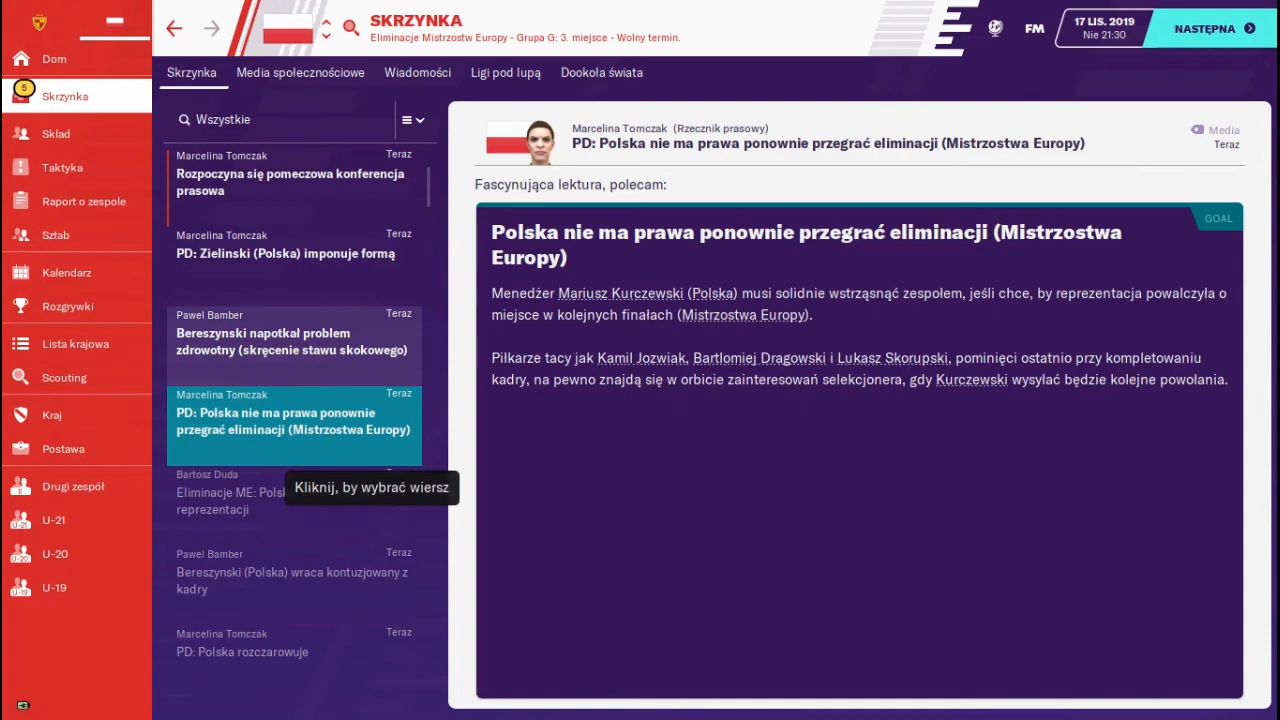 SKRZYNKA
Eliminacje Mistrzostw Europy - Grupa G: 3. miejsce - Wolny termin.
FM
17 LIS. 2019
Nie 21:30
NASTĘPNA
Dom
5
Skrzynka
Skład
Taktyka
Raport o zespole
Sztab
Kalendarz
Rozgrywki
Lista krajowa
Scouting
Kraj
Postawa
Drugi zespół
U-21
U-20
U-19
Skrzynka
Media społecznościowe
Wiadomości
Ligi pod lupą
Dookoła świata
Wszystkie
Marcelina Tomczak
Teraz
Rozpoczyna się pomeczowa konferencja
prasowa
Marcelina Tomczak
Teraz
PD: Zielinski (Polska) imponuje formą
Pawel Bamber
Teraz
Bereszynski napotkał problem
zdrowotny (skręcenie stawu skokowego)
Marcelina Tomczak
Teraz
PD: Polska nie ma prawa ponownie
przegrać eliminacji (Mistrzostwa Europy)
Bartosz Duda
Eliminacje ME: Polsk
reprezentacji
Kliknij, by wybrać wiersz
Pawel Bamber
Teraz
Bereszynski (Polska) wraca kontuzjowany z
kadry
Marcelina Tomczak
Teraz
PD: Polska rozczarowuje
Marcelina Tomczak (Rzecznik prasowy)
PD: Polska nie ma prawa ponownie przegrać eliminacji (Mistrzostwa Europy)
Media
Teraz
Fascynująca lektura, polecam:
GOAL
Polska nie ma prawa ponownie przegrać eliminacji (Mistrzostwa
Europy)
Menedżer Mariusz Kurczewski (Polska) musi solidnie wstrząsnąć zespołem, jeśli chce, by reprezentacja powalczyła o
miejsce w kolejnych finałach (Mistrzostwa Europy).
Piłkarze tacy jak Kamil Jozwiak, Bartlomiej Dragowski i Lukasz Skorupski, pominięci ostatnio przy kompletowaniu
kadry, na pewno znajdą się w orbicie zainteresowań selekcjonera, gdy Kurczewski wysyłać będzie kolejne powołania.